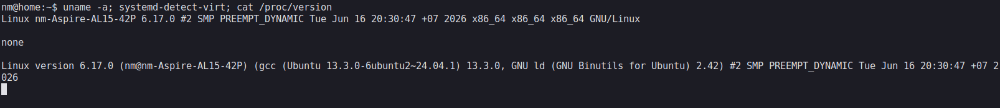 nm@home:~$ uname -a; systemd-detect-virt; cat /proc/version
Linux nm-Aspire-AL15-42P 6.17.0 #2 SMP PREEMPT_DYNAMIC Tue Jun 16 20:30:47 +07 2026 x86_64 x86_64 x86_64 GNU/Linux
none
Linux version 6.17.0 (nm@nm-Aspire-AL15-42P) (gcc (Ubuntu 13.3.0-6ubuntu2~24.04.1) 13.3.0, GNU ld (GNU Binutils for Ubuntu) 2.42) #2 SMP PREEMPT_DYNAMIC Tue Jun 16 20:30:47 +07 2
026